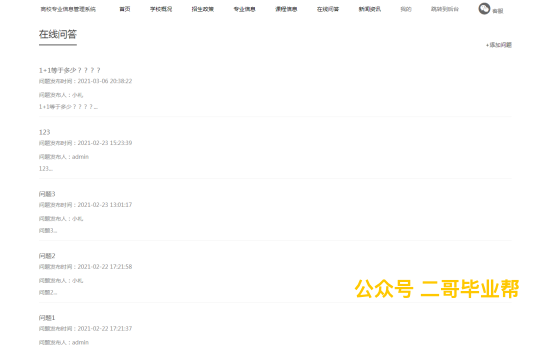 高校专业信息管理系统 首页 学校概况 招生政策 专业信息 课程信息 在线问答 新闻资讯 我的 跳转到后台 客服
在线问答
+添加问题
1+1等于多少？？？？
问题发布时间：2021-03-06 20:38:22
问题发布人：小礼
1+1等于多少？？？？...
123
问题发布时间：2021-02-23 15:23:39
问题发布人：admin
123...
问题3
问题发布时间：2021-02-23 13:01:17
问题发布人：小礼
问题3...
问题2
问题发布时间：2021-02-22 17:21:58
问题发布人：小礼
问题2...
公众号 二哥毕业帮
问题1
问题发布时间：2021-02-22 17:21:37
问题发布人：admin